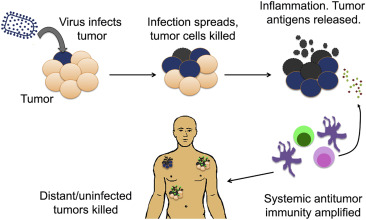 Virus infects
tumor
Infection spreads,
tumor cells killed
Inflammation. Tumor
antigens released.
Tumor
Distant/uninfected
tumors killed
Systemic antitumor
immunity amplified